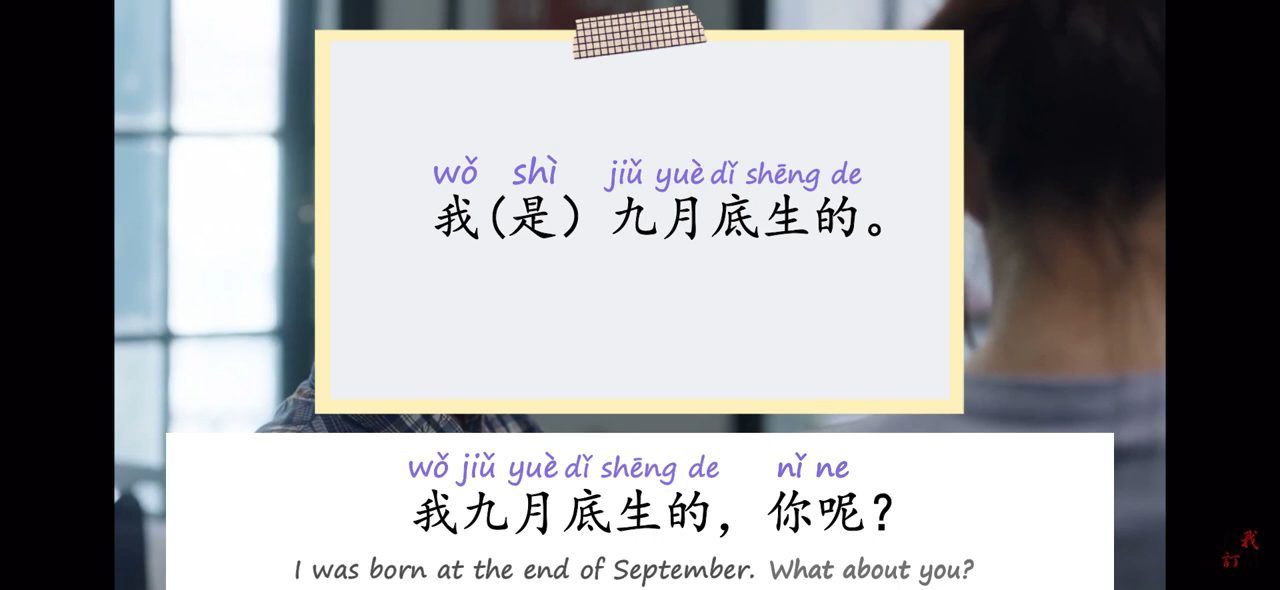 wǒ shì jiǔ yuè dǐ shēng de
我(是)九月底生的。
wǒ jiǔ yuè dǐ shēng de nǐ ne
我九月底生的，你呢？
I was born at the end of September. What about you?
我
訂